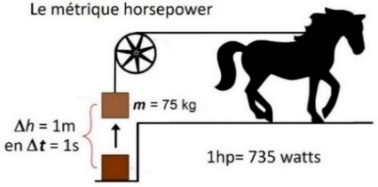 Le métrique horsepower
m = 75 kg
Δh = 1m
en Δt = 1s
1hp= 735 watts